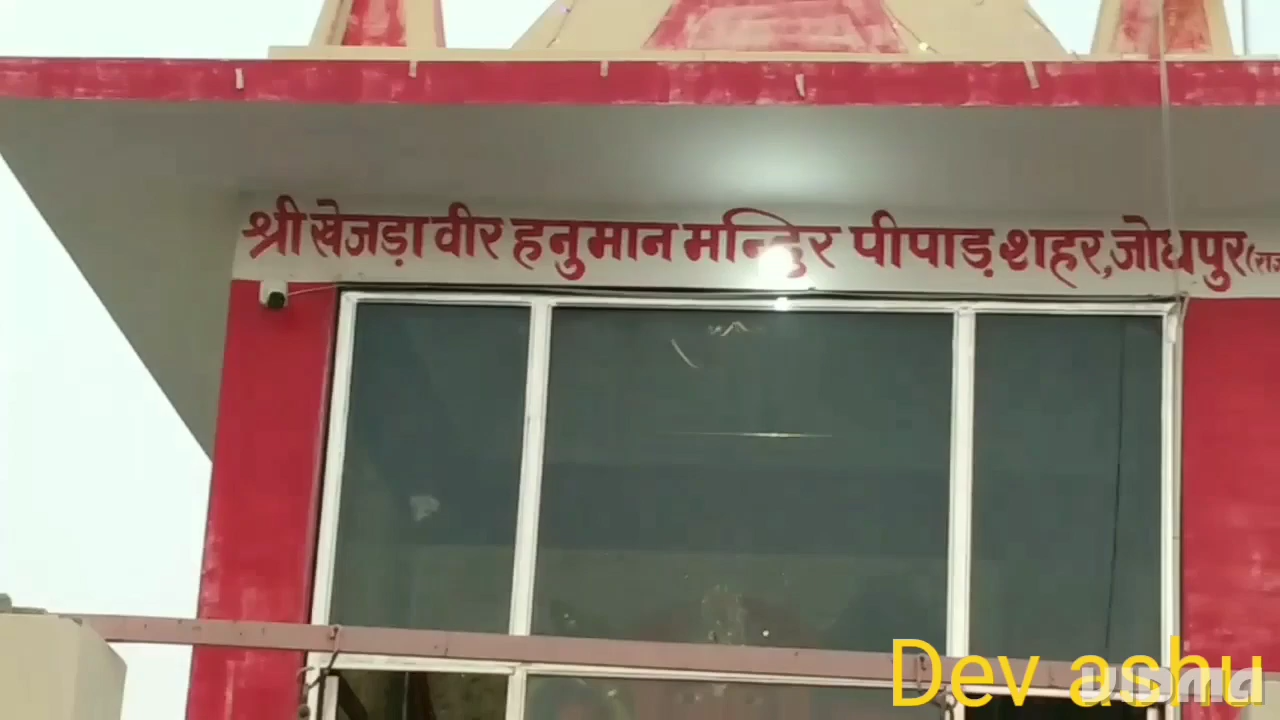 श्री खेजड़ा वीर हनुमान मन्दिर पीपाड़ शहर, जोधपुर (राज
Dev ashu